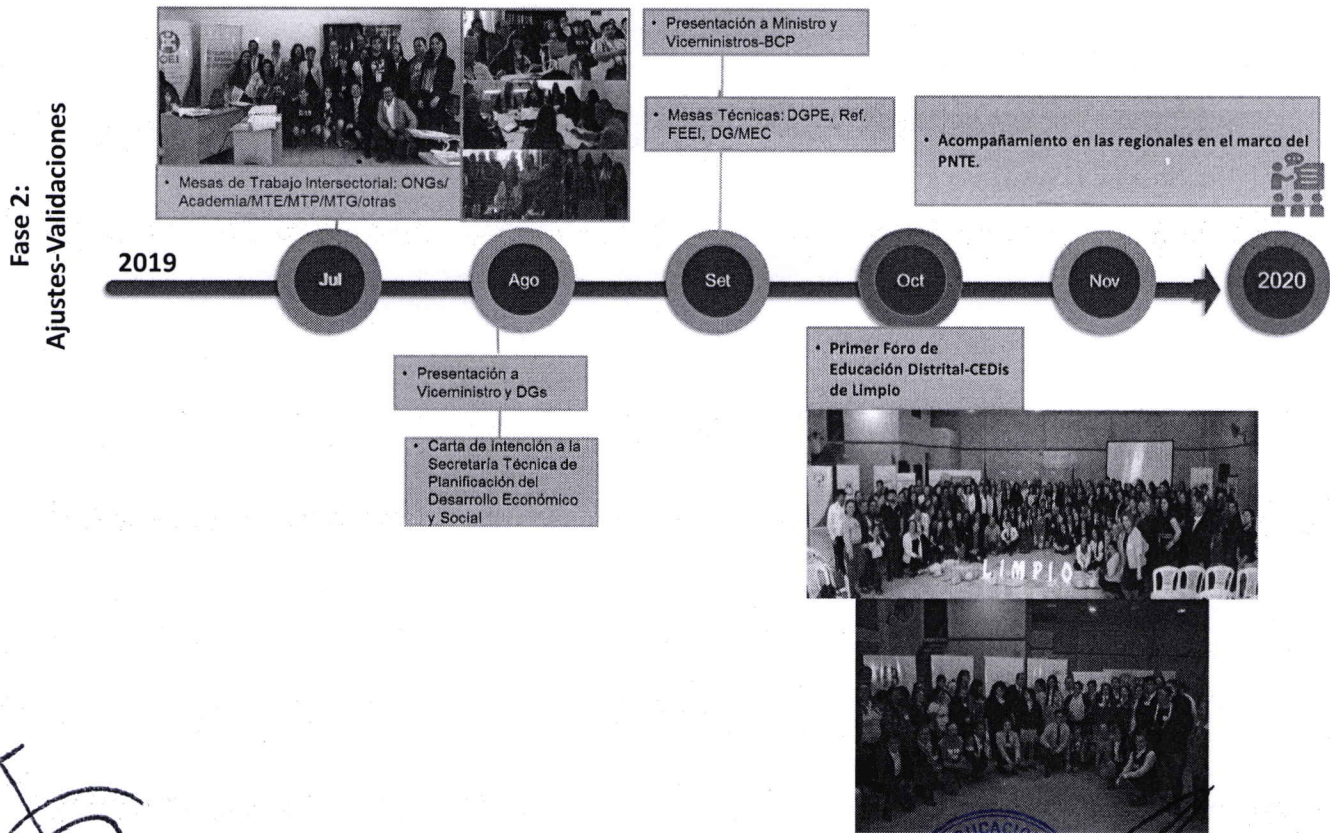 Fase 2:
Ajustes-Validaciones
OEI
• Mesas de Trabajo Intersectorial: ONGs/
Academia/MTE/MTP/MTG/otras
• Presentación a Ministro y
Viceministros-BCP
• Mesas Técnicas: DGPE, Ref.
FEEI, DG/MEC
• Acompañamiento en las regionales en el marco del
PNTE.
2019
Jul
Ago
Set
Oct
Nov
2020
• Presentación a
Viceministro y DGs
• Carta de intención a la
Secretaría Técnica de
Planificación del
Desarrollo Económico
y Social
• Primer Foro de
Educación Distrital-CEDis
de Limpio
LIMPIO
EDUCACIO